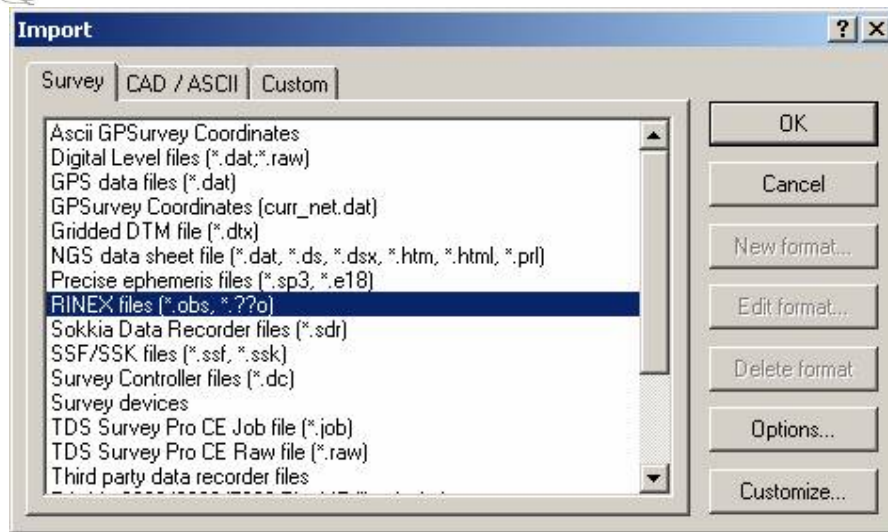 Import
Survey
CAD / ASCII
Custom
Ascii GPSurvey Coordinates
Digital Level files (*.dat;*.raw)
GPS data files (*.dat)
GPSurvey Coordinates (curr_net.dat)
Gridded DTM file (*.dtx)
NGS data sheet file (*.dat, *.ds, *.dsx, *.htm, *.html, *.prl)
Precise ephemeris files (*.sp3, *.e18)
RINEX files (*.obs, *.??o)
Sokkia Data Recorder files (*.sdr)
SSF/SSK files (*.ssf, *.ssk)
Survey Controller files (*.dc)
Survey devices
TDS Survey Pro CE Job file (*.job)
TDS Survey Pro CE Raw file (*.raw)
Third party data recorder files
OK
Cancel
New format...
Edit format...
Delete format
Options...
Customize...